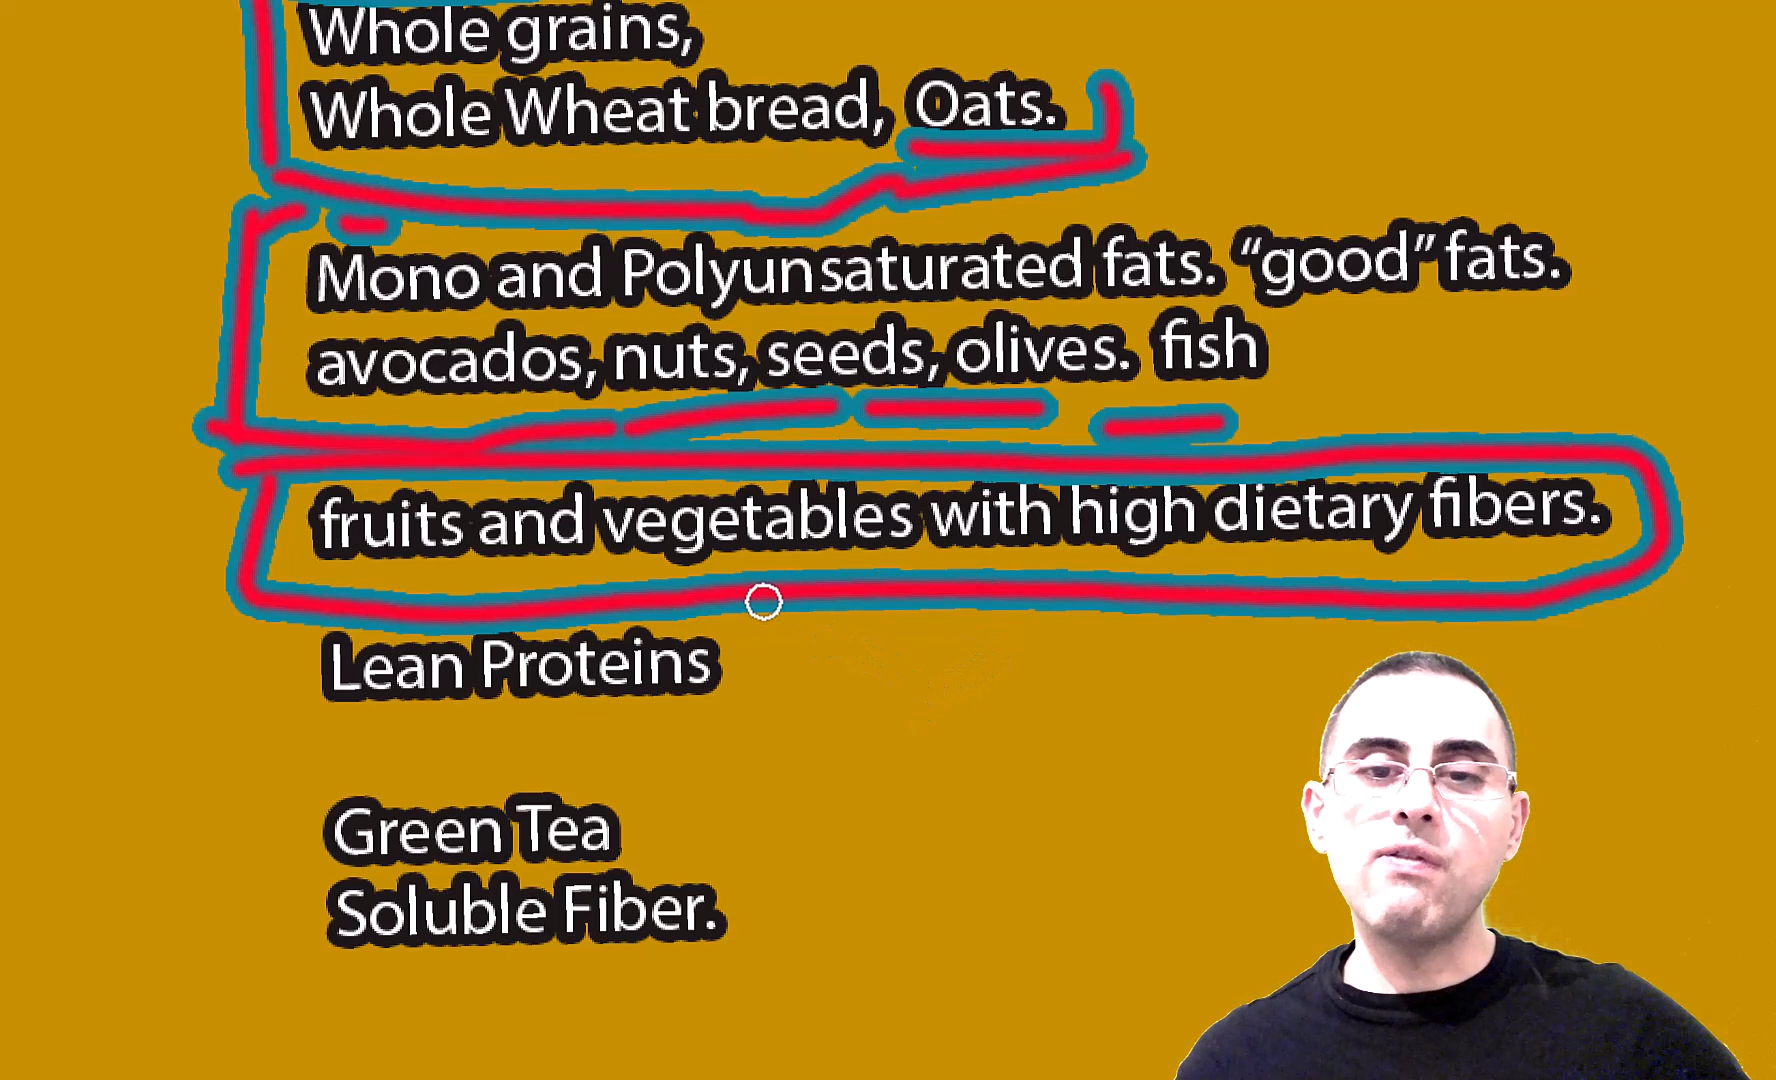 Whole grains,
Whole Wheat bread, Oats.
Mono and Polyunsaturated fats. “good” fats.
avocados, nuts, seeds, olives. fish
fruits and vegetables with high dietary fibers.
Lean Proteins
Green Tea
Soluble Fiber.